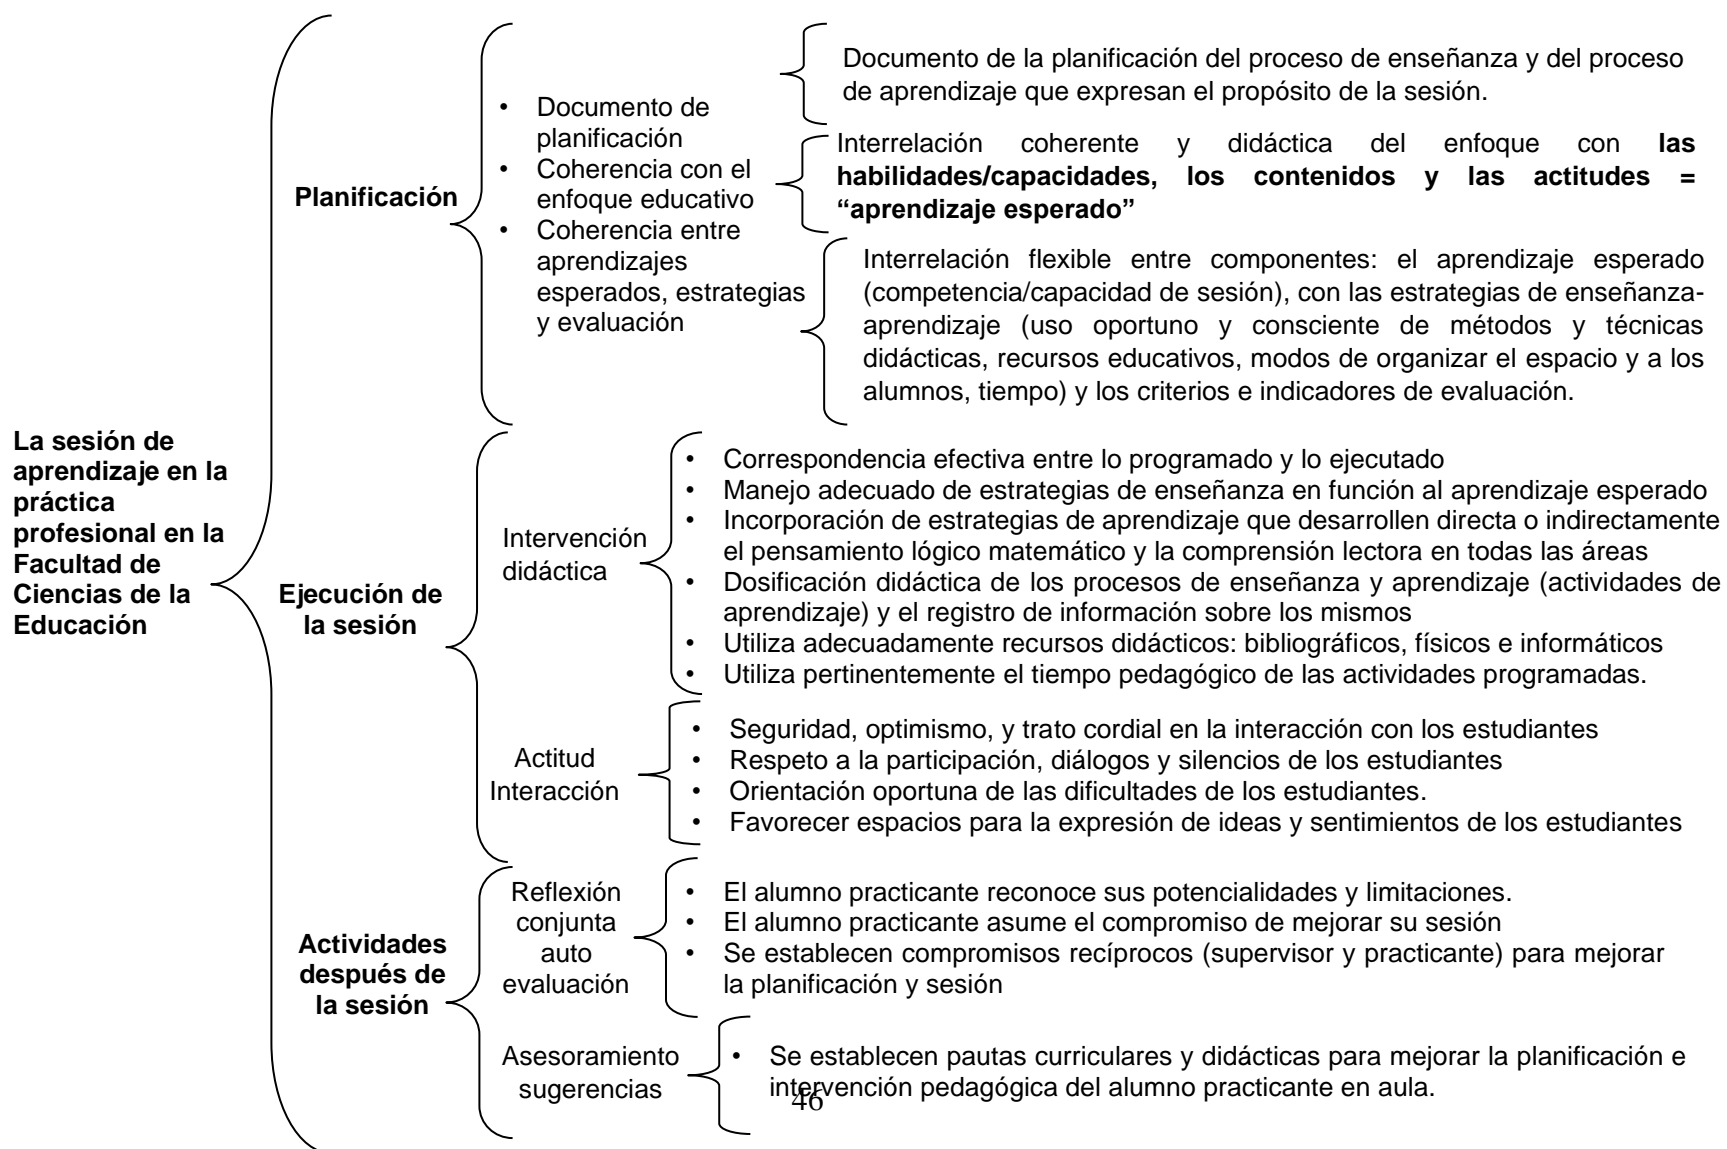 La sesión de
aprendizaje en la
práctica
profesional en la
Facultad de
Ciencias de la
Educación
Planificación
• Documento de
planificación
• Coherencia con el
enfoque educativo
• Coherencia entre
aprendizajes
esperados, estrategias
y evaluación
Documento de la planificación del proceso de enseñanza y del proceso
de aprendizaje que expresan el propósito de la sesión.
Interrelación coherente y didáctica del enfoque con las
habilidades/capacidades, los contenidos y las actitudes =
“aprendizaje esperado”
Interrelación flexible entre componentes: el aprendizaje esperado
(competencia/capacidad de sesión), con las estrategias de enseñanza-
aprendizaje (uso oportuno y consciente de métodos y técnicas
didácticas, recursos educativos, modos de organizar el espacio y a los
alumnos, tiempo) y los criterios e indicadores de evaluación.
Ejecución de
la sesión
Intervención
didáctica
• Correspondencia efectiva entre lo programado y lo ejecutado
• Manejo adecuado de estrategias de enseñanza en función al aprendizaje esperado
• Incorporación de estrategias de aprendizaje que desarrollen directa o indirectamente
el pensamiento lógico matemático y la comprensión lectora en todas las áreas
• Dosificación didáctica de los procesos de enseñanza y aprendizaje (actividades de
aprendizaje) y el registro de información sobre los mismos
• Utiliza adecuadamente recursos didácticos: bibliográficos, físicos e informáticos
• Utiliza pertinentemente el tiempo pedagógico de las actividades programadas.
Actitud
Interacción
• Seguridad, optimismo, y trato cordial en la interacción con los estudiantes
• Respeto a la participación, diálogos y silencios de los estudiantes
• Orientación oportuna de las dificultades de los estudiantes.
• Favorecer espacios para la expresión de ideas y sentimientos de los estudiantes
Actividades
después de
la sesión
Reflexión
conjunta
auto
evaluación
• El alumno practicante reconoce sus potencialidades y limitaciones.
• El alumno practicante asume el compromiso de mejorar su sesión
• Se establecen compromisos recíprocos (supervisor y practicante) para mejorar
la planificación y sesión
Asesoramiento
sugerencias
• Se establecen pautas curriculares y didácticas para mejorar la planificación e
intervención pedagógica del alumno practicante en aula.
46